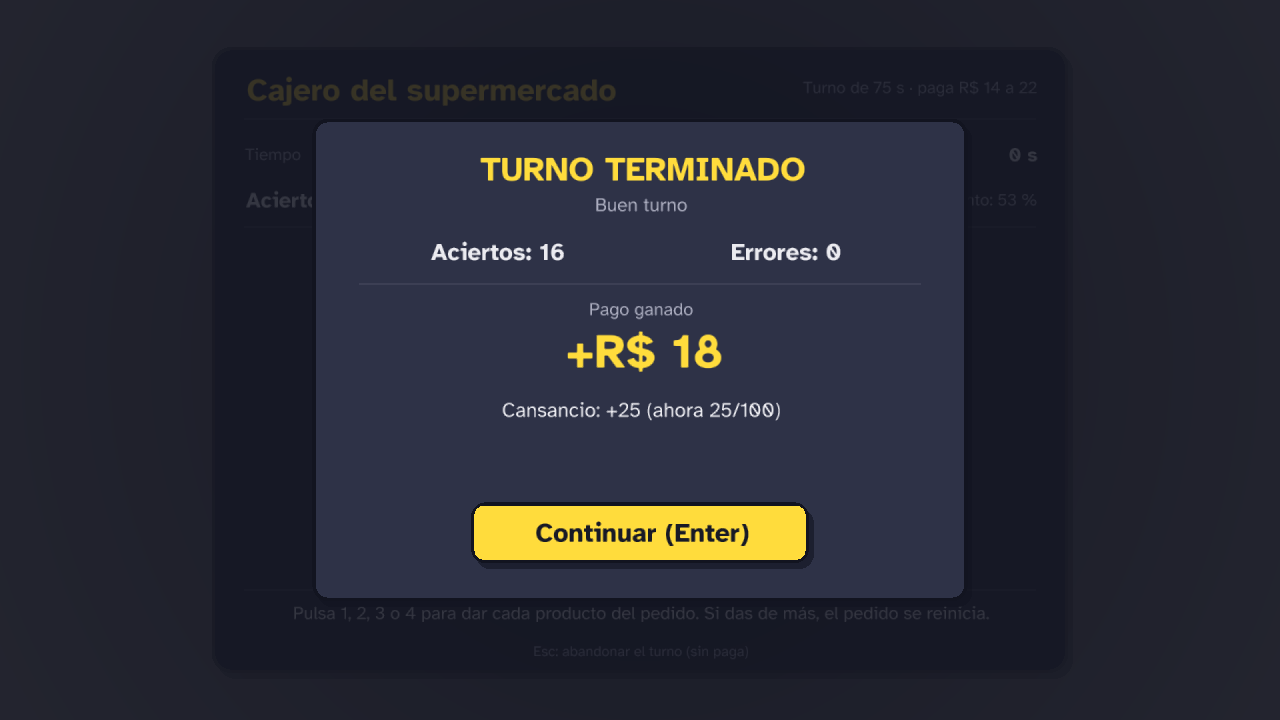 Cajero del supermercado
Turno de 75 s · paga R$ 14 a 22
Tiempo
0 s
TURNO TERMINADO
Buen turno
53 %
Aciertos: 16
Errores: 0
Pago ganado
+R$ 18
Cansancio: +25 (ahora 25/100)
Continuar (Enter)
Pulsa 1, 2, 3 o 4 para dar cada producto del pedido. Si das de más, el pedido se reinicia.
Esc: abandonar el turno (sin paga)